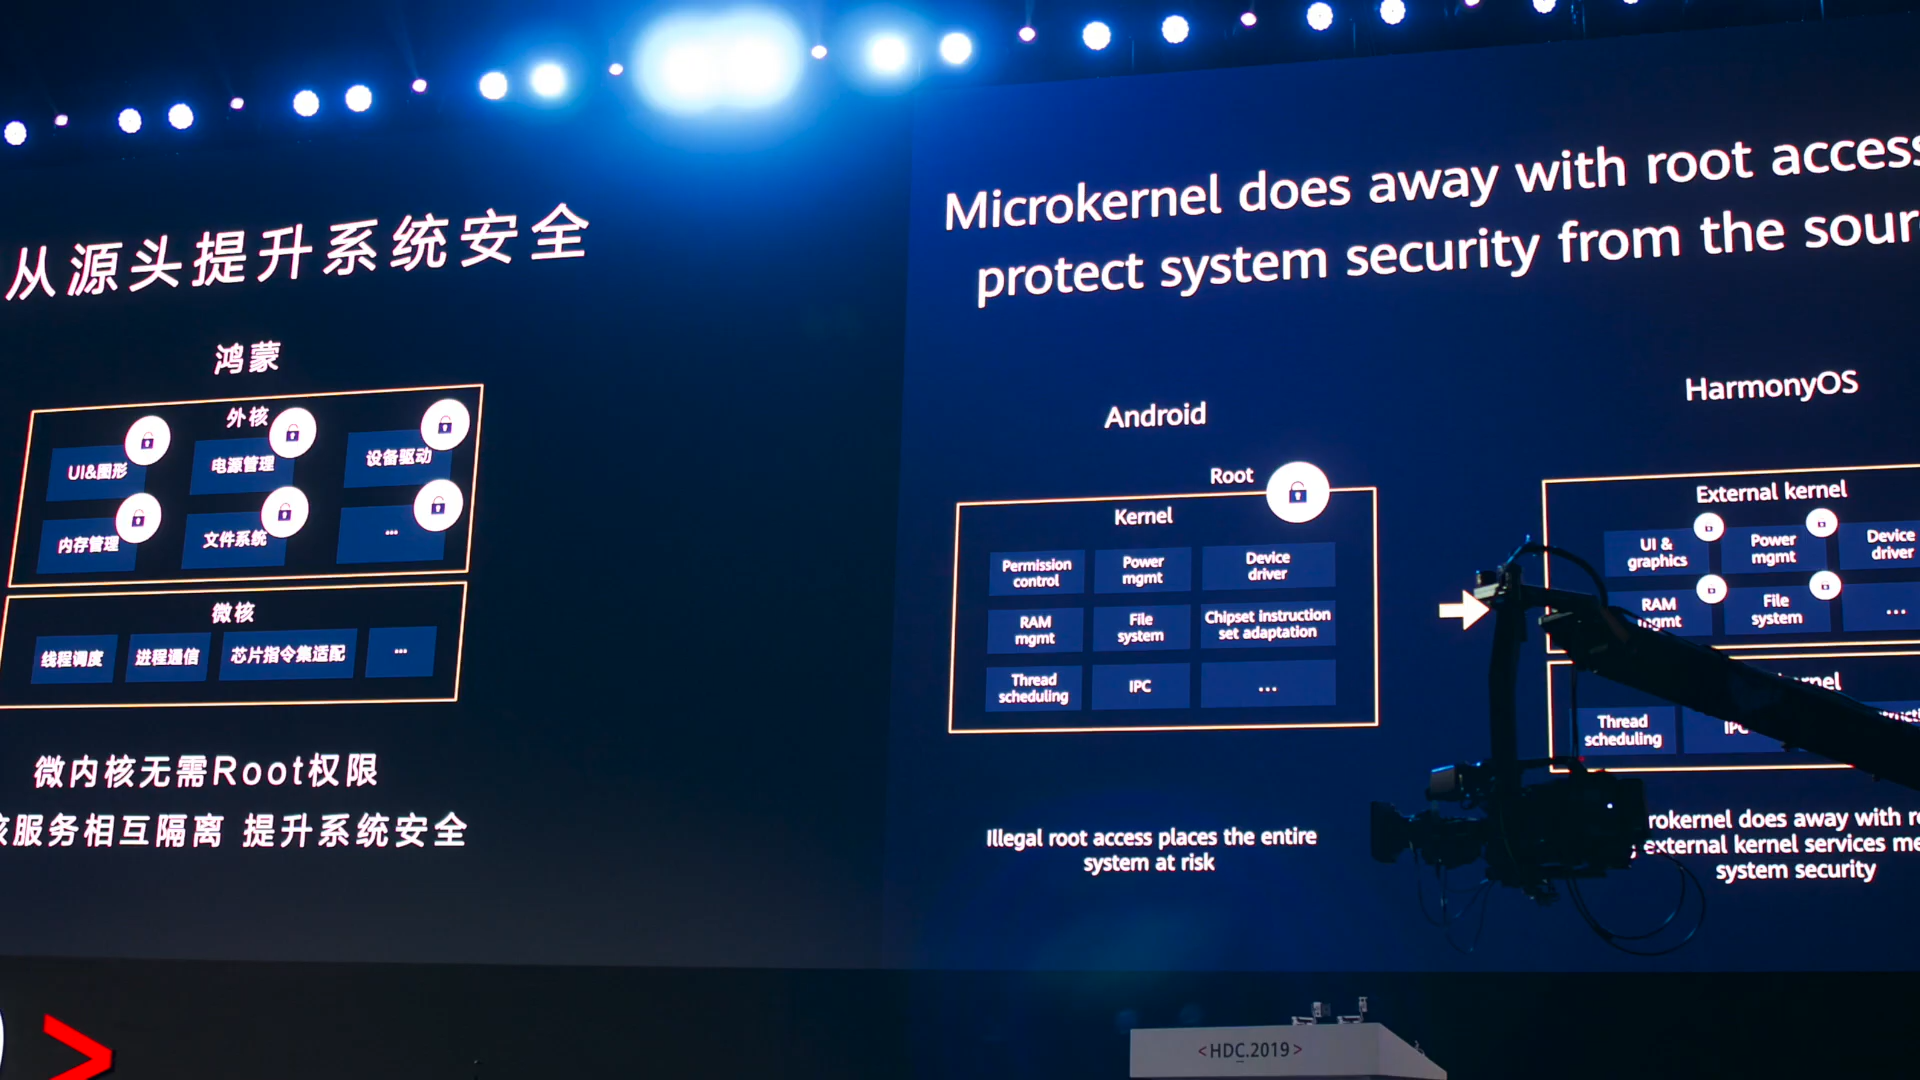 从源头提升系统安全
鸿蒙
外核
UI&图形
电源管理
设备驱动
内存管理
文件系统
...
微核
线程调度
进程通信
芯片指令集适配
...
微内核无需Root权限
服务相互隔离 提升系统安全
Microkernel does away with root access
protect system security from the sour
Android
Root
Kernel
Permission
control
Power
mgmt
Device
driver
RAM
mgmt
File
system
Chipset instruction
set adaptation
Thread
scheduling
IPC
...
Illegal root access places the entire
system at risk
HarmonyOS
External kernel
UI &
graphics
Power
mgmt
Device
driver
RAM
mgmt
File
system
...
Thread
scheduling
IPC
rokernel does away with r
external kernel services me
system security
>
<HDC.2019>